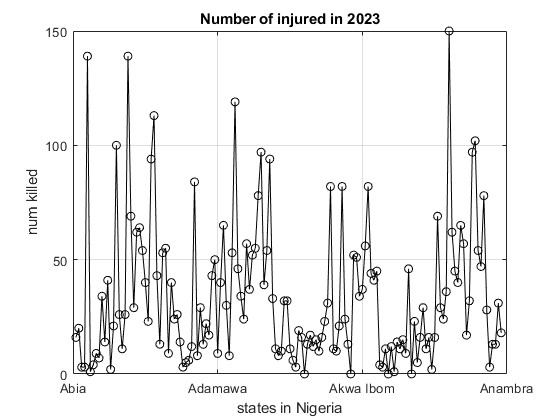 Number of injured in 2023
num killed
150
100
50
0
Abia
Adamawa
Akwa Ibom
Anambra
states in Nigeria